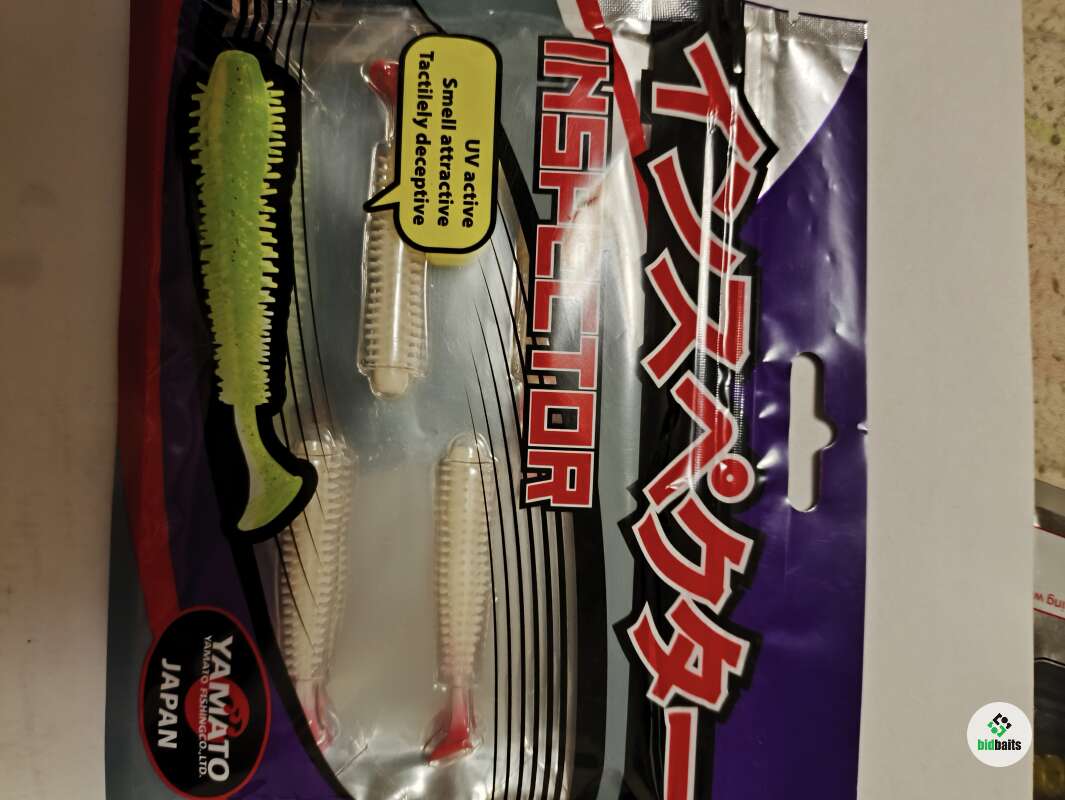 インスペケター
INSPECTOR
UV active
Smell attractive
Tactilely deceptive
YAMATO
YAMATO FISHING CO.,LTD.
JAPAN
bidbaits